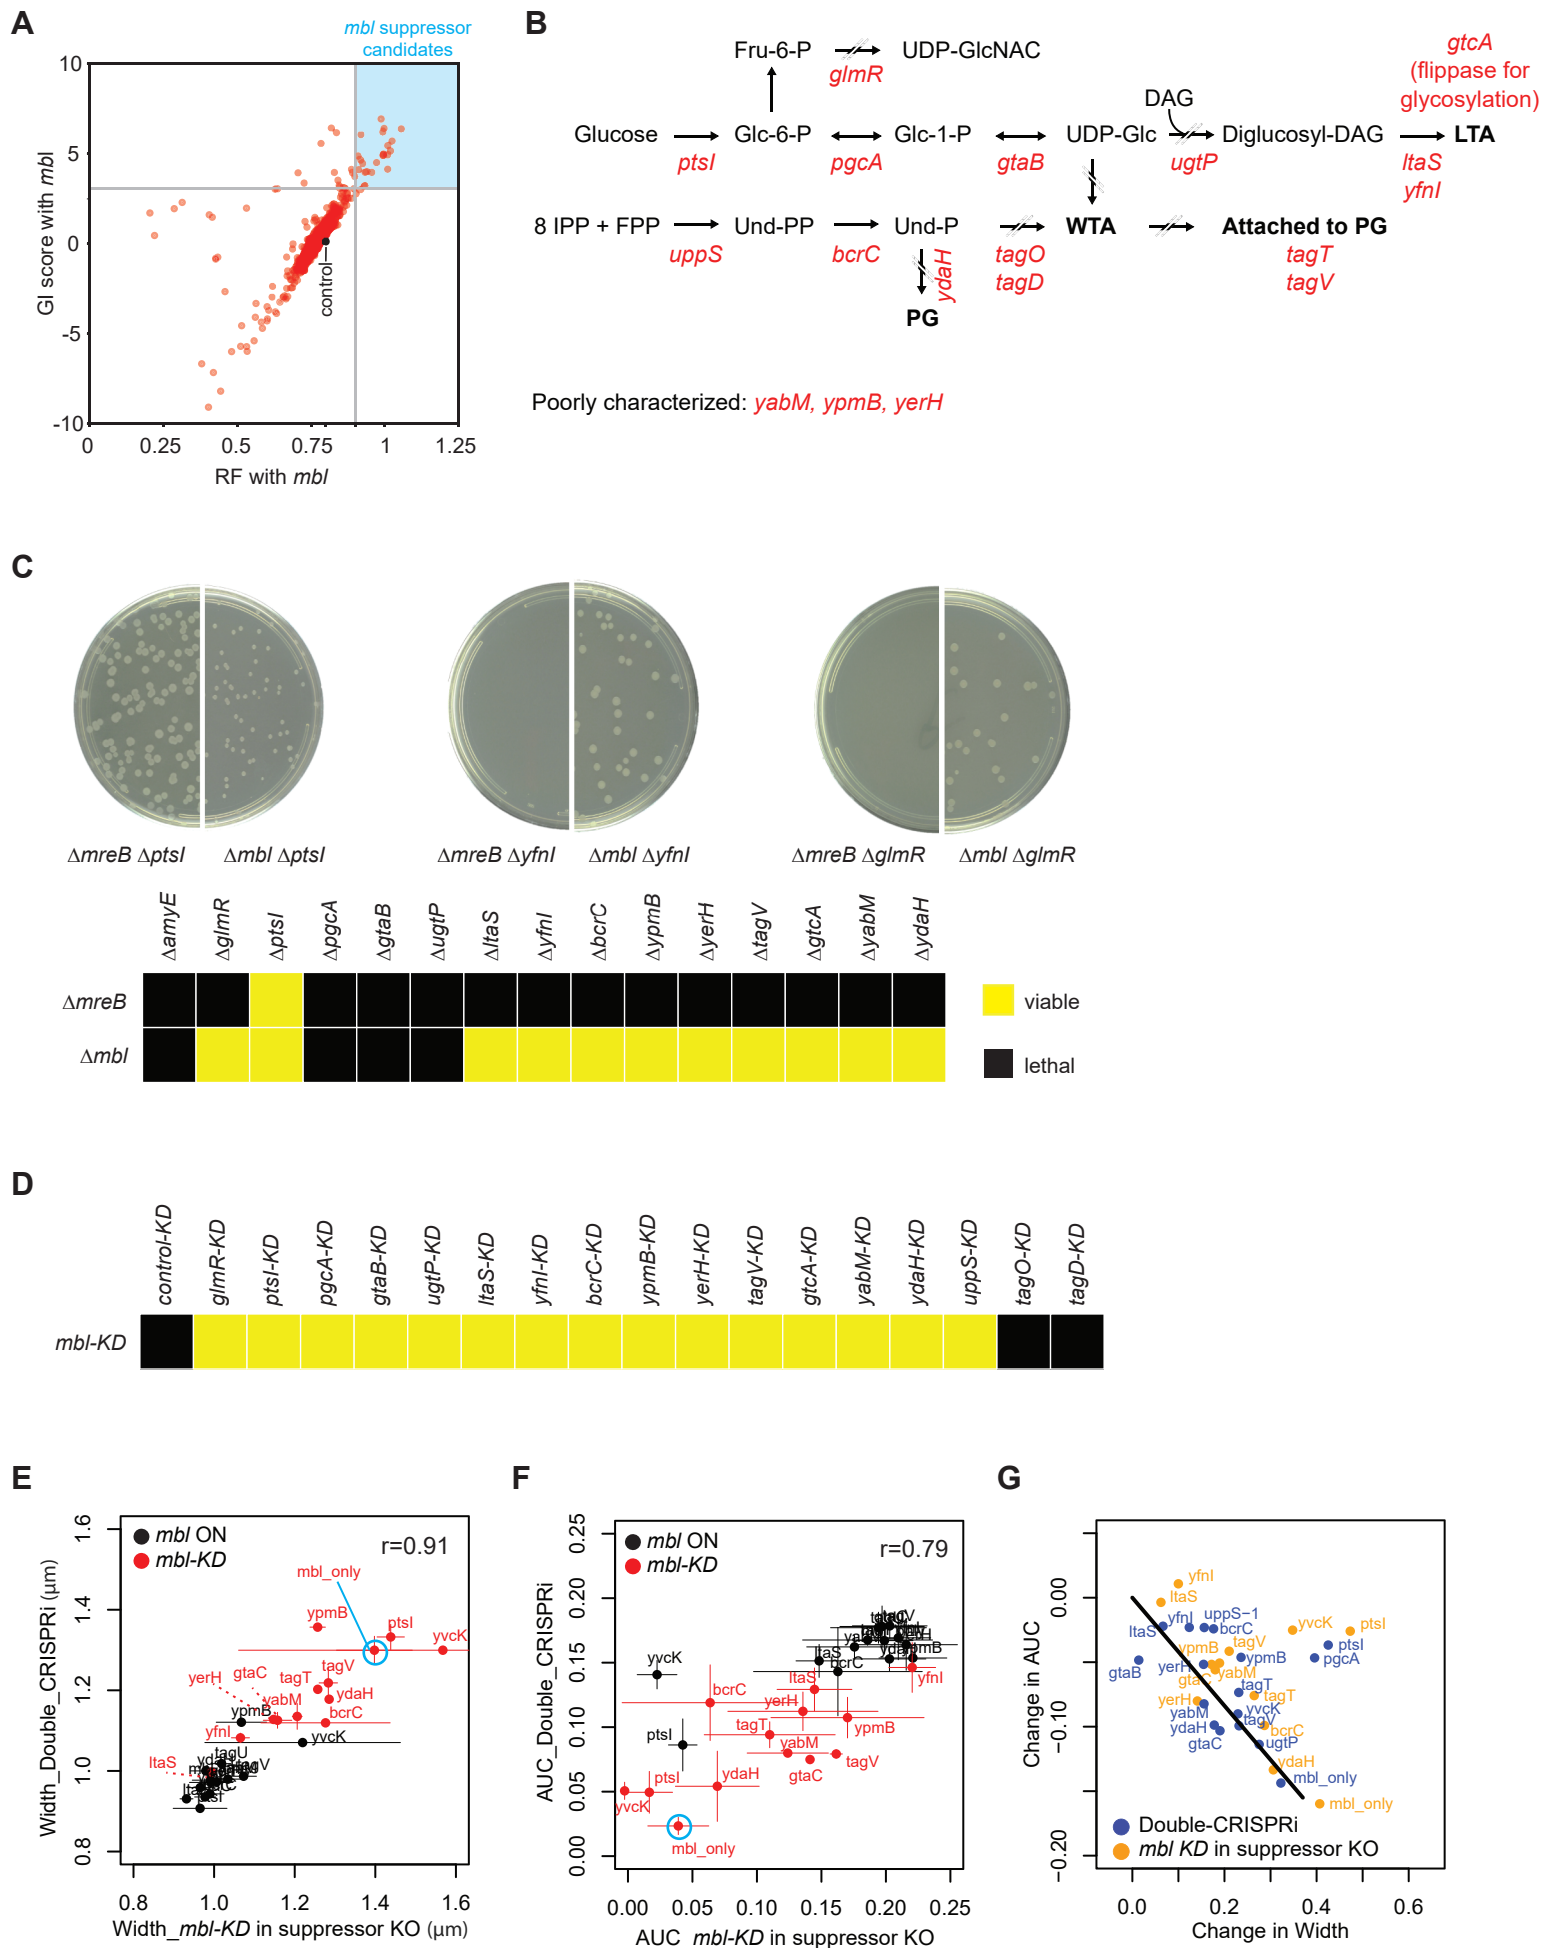 A
mbl suppressor
candidates
10
5
0
-5
-10
GI score with mbl
control
0
0.25
0.5
0.75
1
1.25
RF with mbl
B
Fru-6-P
UDP-GlcNAC
glmR
gtcA
(flippase for
glycosylation)
DAG
Glucose
Glc-6-P
Glc-1-P
UDP-Glc
Diglucosyl-DAG
LTA
ptsI
pgcA
gtaB
ugtP
ltaS
yfnI
8 IPP + FPP
Und-PP
Und-P
WTA
Attached to PG
uppS
bcrC
ydaH
tagO
tagD
tagT
tagV
PG
Poorly characterized: yabM, ypmB, yerH
C
ΔmreB ΔptsI
Δmbl ΔptsI
ΔmreB ΔyfnI
Δmbl ΔyfnI
ΔmreB ΔglmR
Δmbl ΔglmR
ΔamyE
ΔglmR
ΔptsI
ΔpgcA
ΔgtaB
ΔugtP
ΔltaS
ΔyfnI
ΔbcrC
ΔypmB
ΔyerH
ΔtagV
ΔgtcA
ΔyabM
ΔydaH
ΔmreB
Δmbl
viable
lethal
D
control-KD
glmR-KD
ptsI-KD
pgcA-KD
gtaB-KD
ugtP-KD
ltaS-KD
yfnI-KD
bcrC-KD
ypmB-KD
yerH-KD
tagV-KD
gtcA-KD
yabM-KD
ydaH-KD
uppS-KD
tagO-KD
tagD-KD
mbl-KD
E
mbl ON
mbl-KD
r=0.91
mbl_only
ypmB
ptsI
yvcK
yerH
gtaC
tagT
tagV
yabM
ydaH
bcrC
ypmB
yfnI
yvcK
tagU
ltaS
ptsI
1.6
1.4
1.2
1.0
0.8
Width_Double_CRISPRi (µm)
0.8
1.0
1.2
1.4
1.6
Width_mbl-KD in suppressor KO (µm)
F
mbl ON
mbl-KD
r=0.79
yvcK
ltaS
bcrC
yfnI
bcrC
ltaS
yerH
ypmB
ptsI
tagT
yabM
tagV
gtaC
ydaH
ptsI
yvcK
mbl_only
0.25
0.20
0.15
0.10
0.05
0.00
AUC_Double_CRISPRi
0.00
0.05
0.10
0.15
0.20
0.25
AUC mbl-KD in suppressor KO
G
yfnI
ltaS
yfnI
uppS-1
ltaS
bcrC
yvcK
ptsI
tagV
ptsI
ypmB
ypmB
pgcA
gtaB
yerH
yabM
gtaC
tagT
yerH
tagT
yabM
yvcK
tagV
ydaH
bcrC
gtaC
ugtP
ydaH
mbl_only
mbl_only
Double-CRISPRi
mbl KD in suppressor KO
0.00
-0.10
-0.20
Change in AUC
0.0
0.2
0.4
0.6
Change in Width